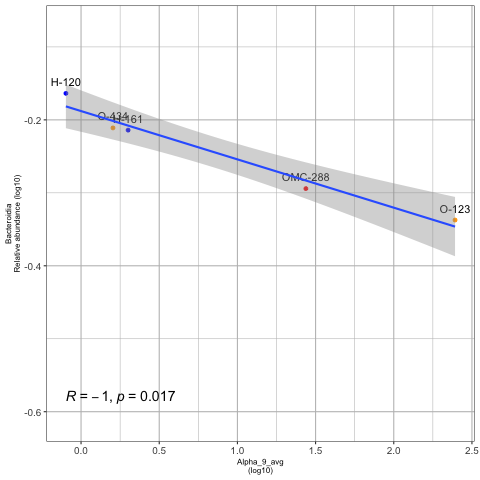 H-120
O-434
H-161
OMC-288
O-123
-0.2
-0.4
-0.6
Bacteroidia
Relative abundance (log10)
R = − 1, p = 0.017
0.0 0.5 1.0 1.5 2.0 2.5
Alpha_9_avg
(log10)